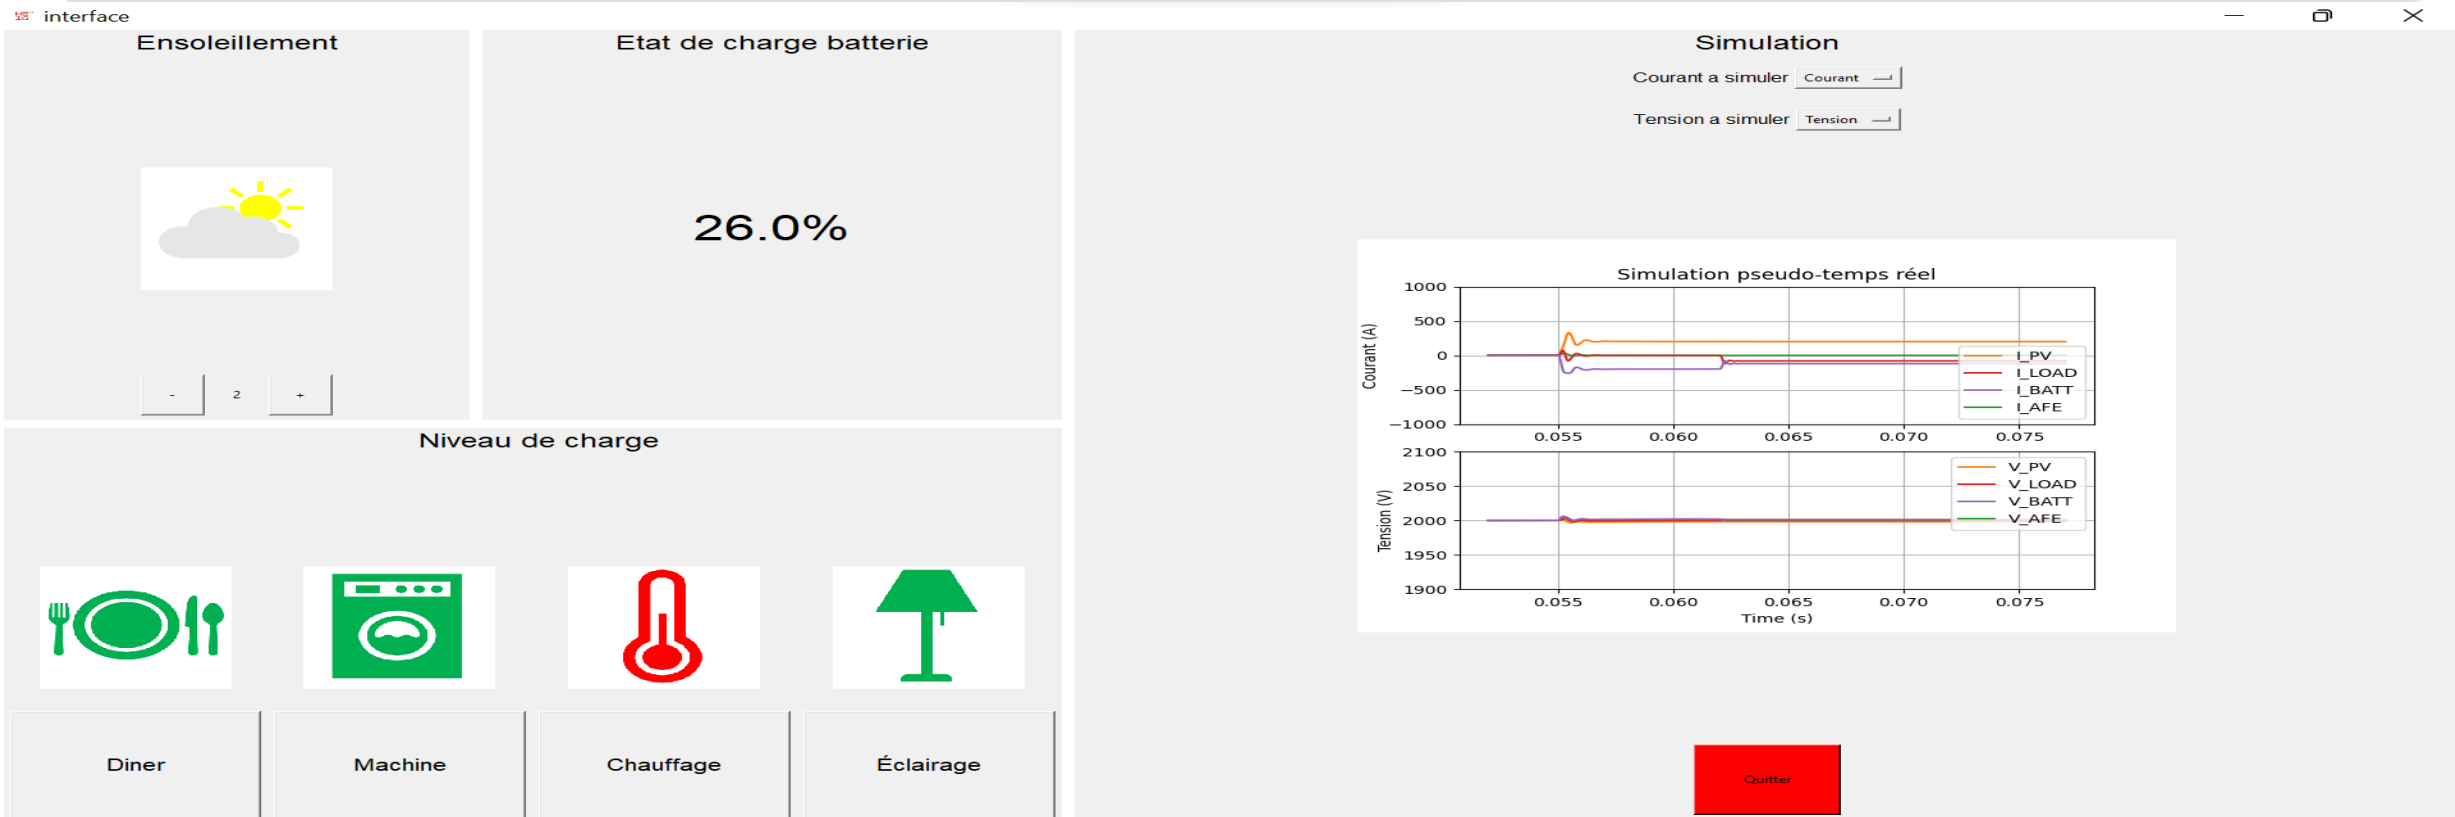 interface
Ensoleillement
- 2 +
Etat de charge batterie
26.0%
Niveau de charge
Diner
Machine
Chauffage
Éclairage
Simulation
Courant a simuler Courant
Tension a simuler Tension
Simulation pseudo-temps réel
Courant (A)
1000
500
0
−500
−1000
I_PV
I_LOAD
I_BATT
I_AFE
0.055 0.060 0.065 0.070 0.075
Tension (V)
2100
2050
2000
1950
1900
V_PV
V_LOAD
V_BATT
V_AFE
0.055 0.060 0.065 0.070 0.075
Time (s)
Quitter